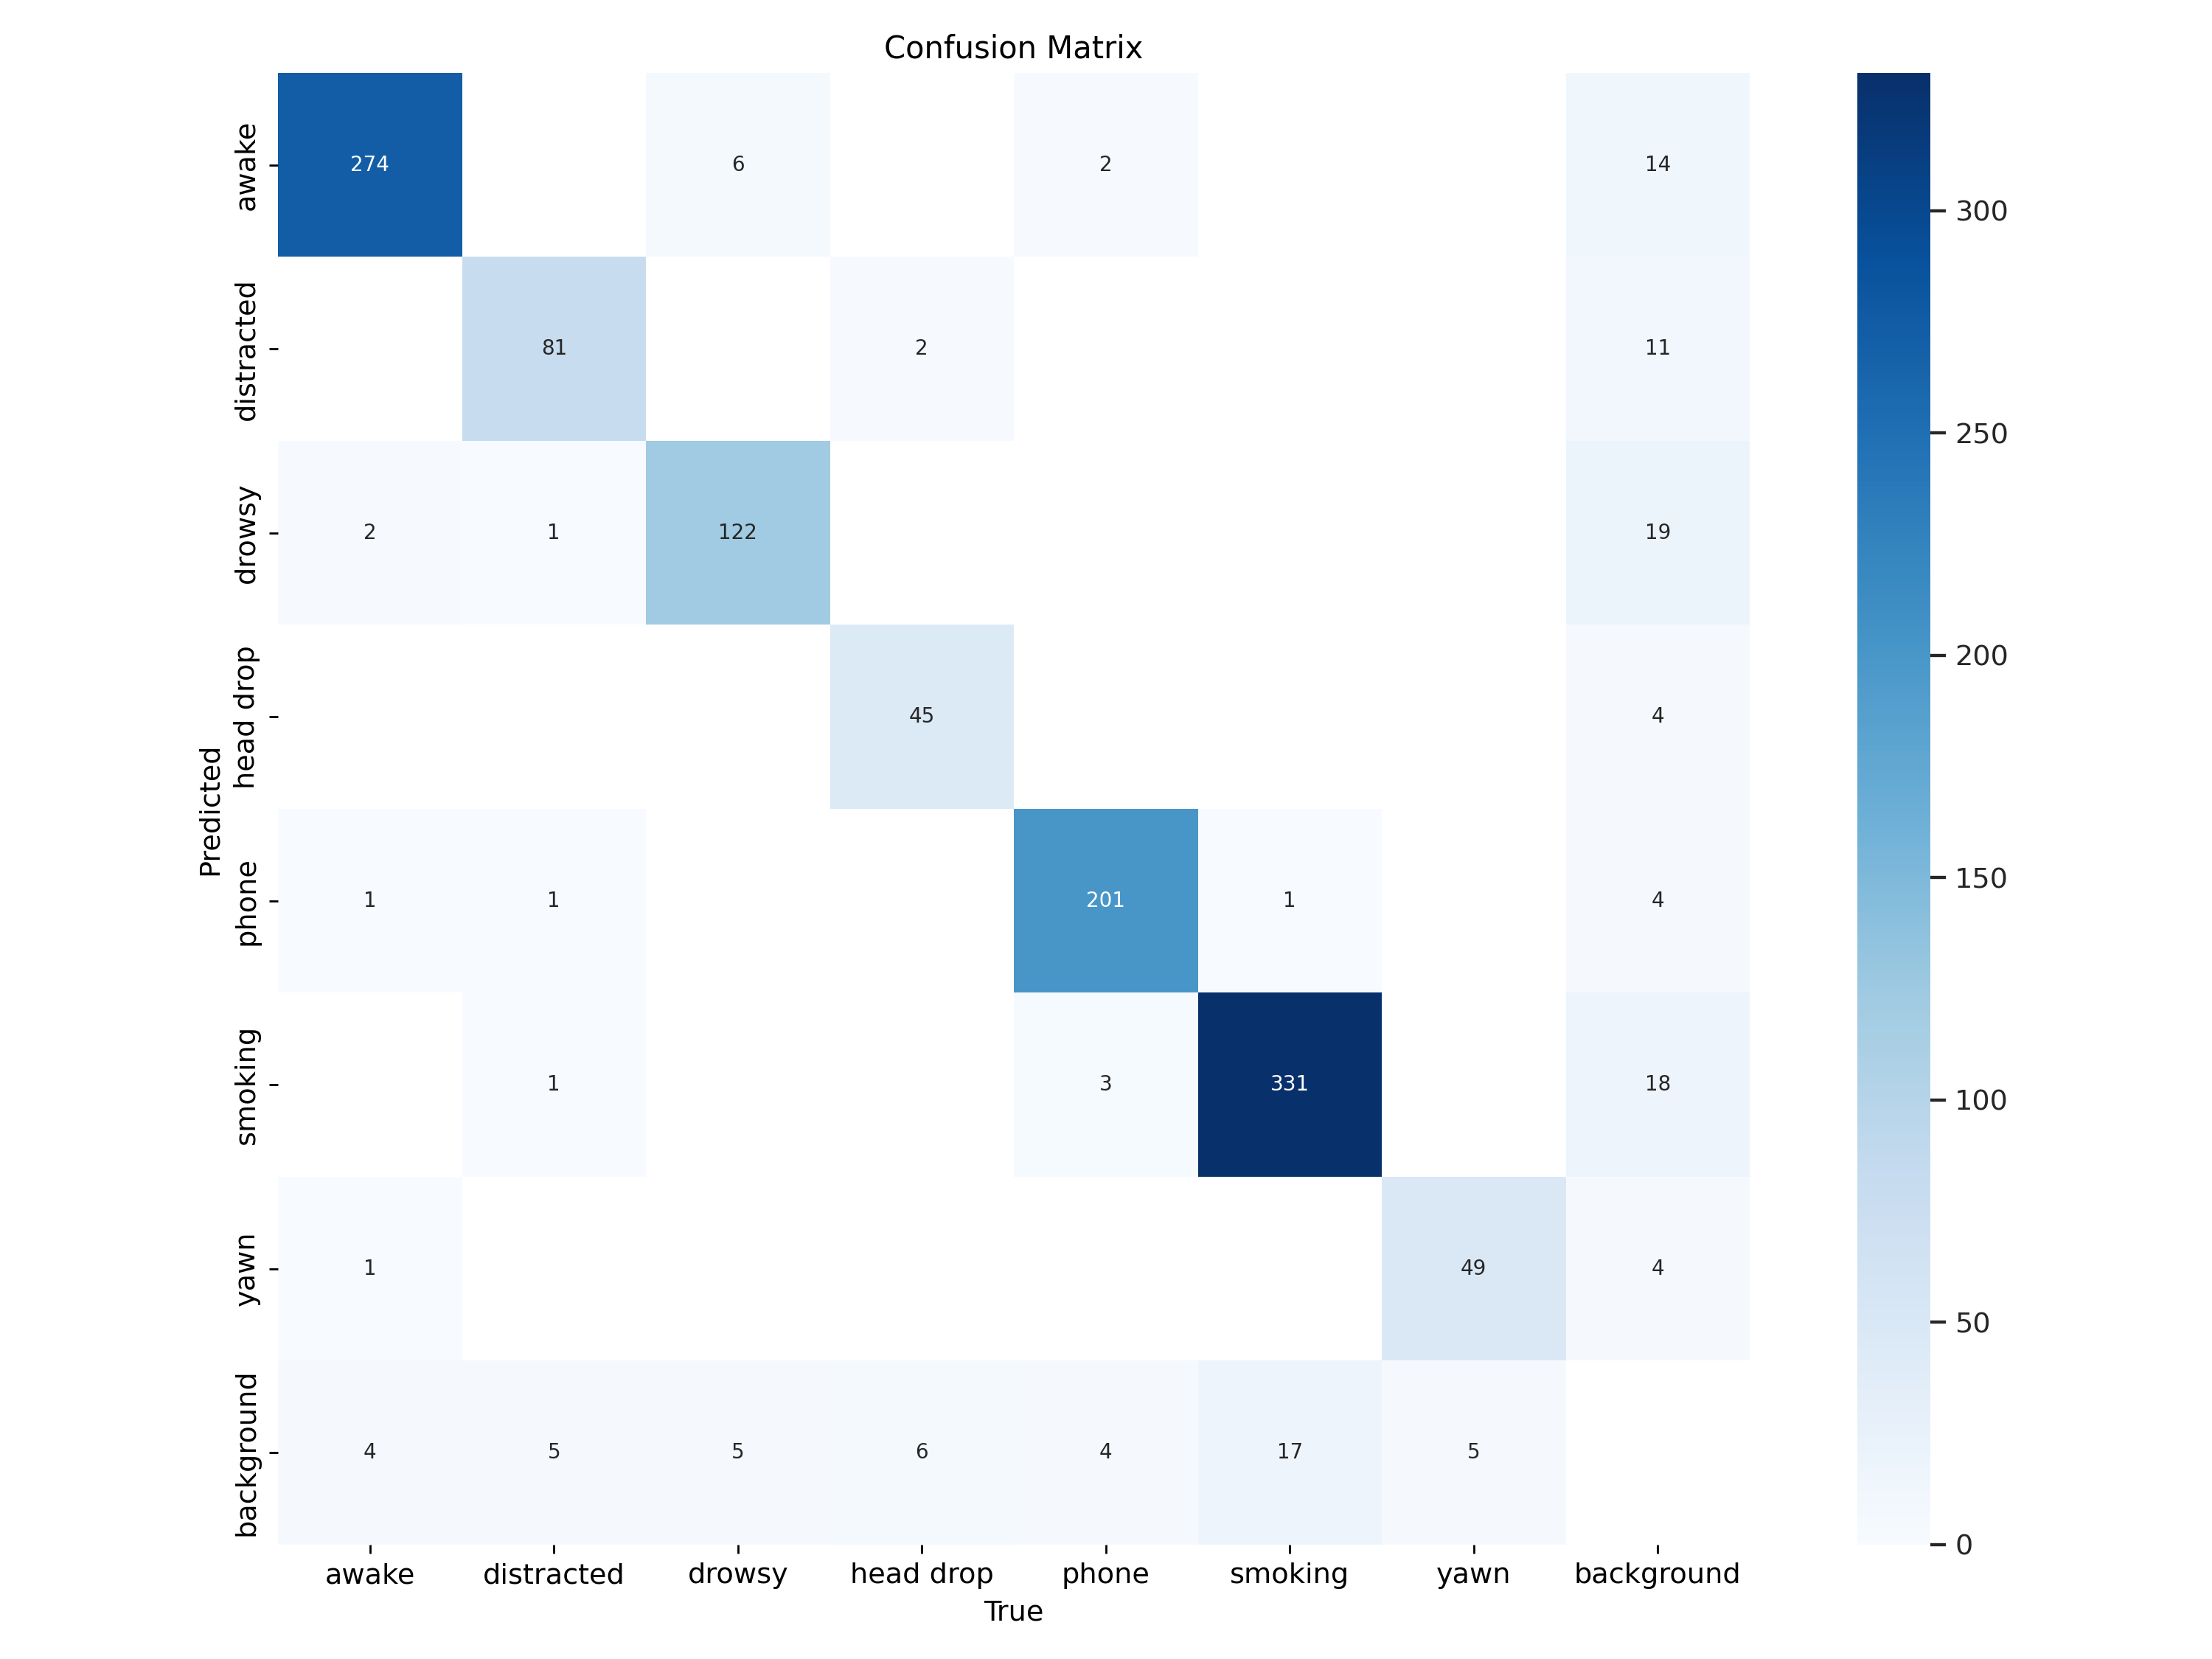 Confusion Matrix
awake 274 6 2 14
distracted 81 2 11
drowsy 2 1 122 19
head drop 45 4
phone 1 1 201 1 4
smoking 1 3 331 18
yawn 1 49 4
background 4 5 5 6 4 17 5
awake distracted drowsy head drop phone smoking yawn background
True
Predicted
300
250
200
150
100
50
0